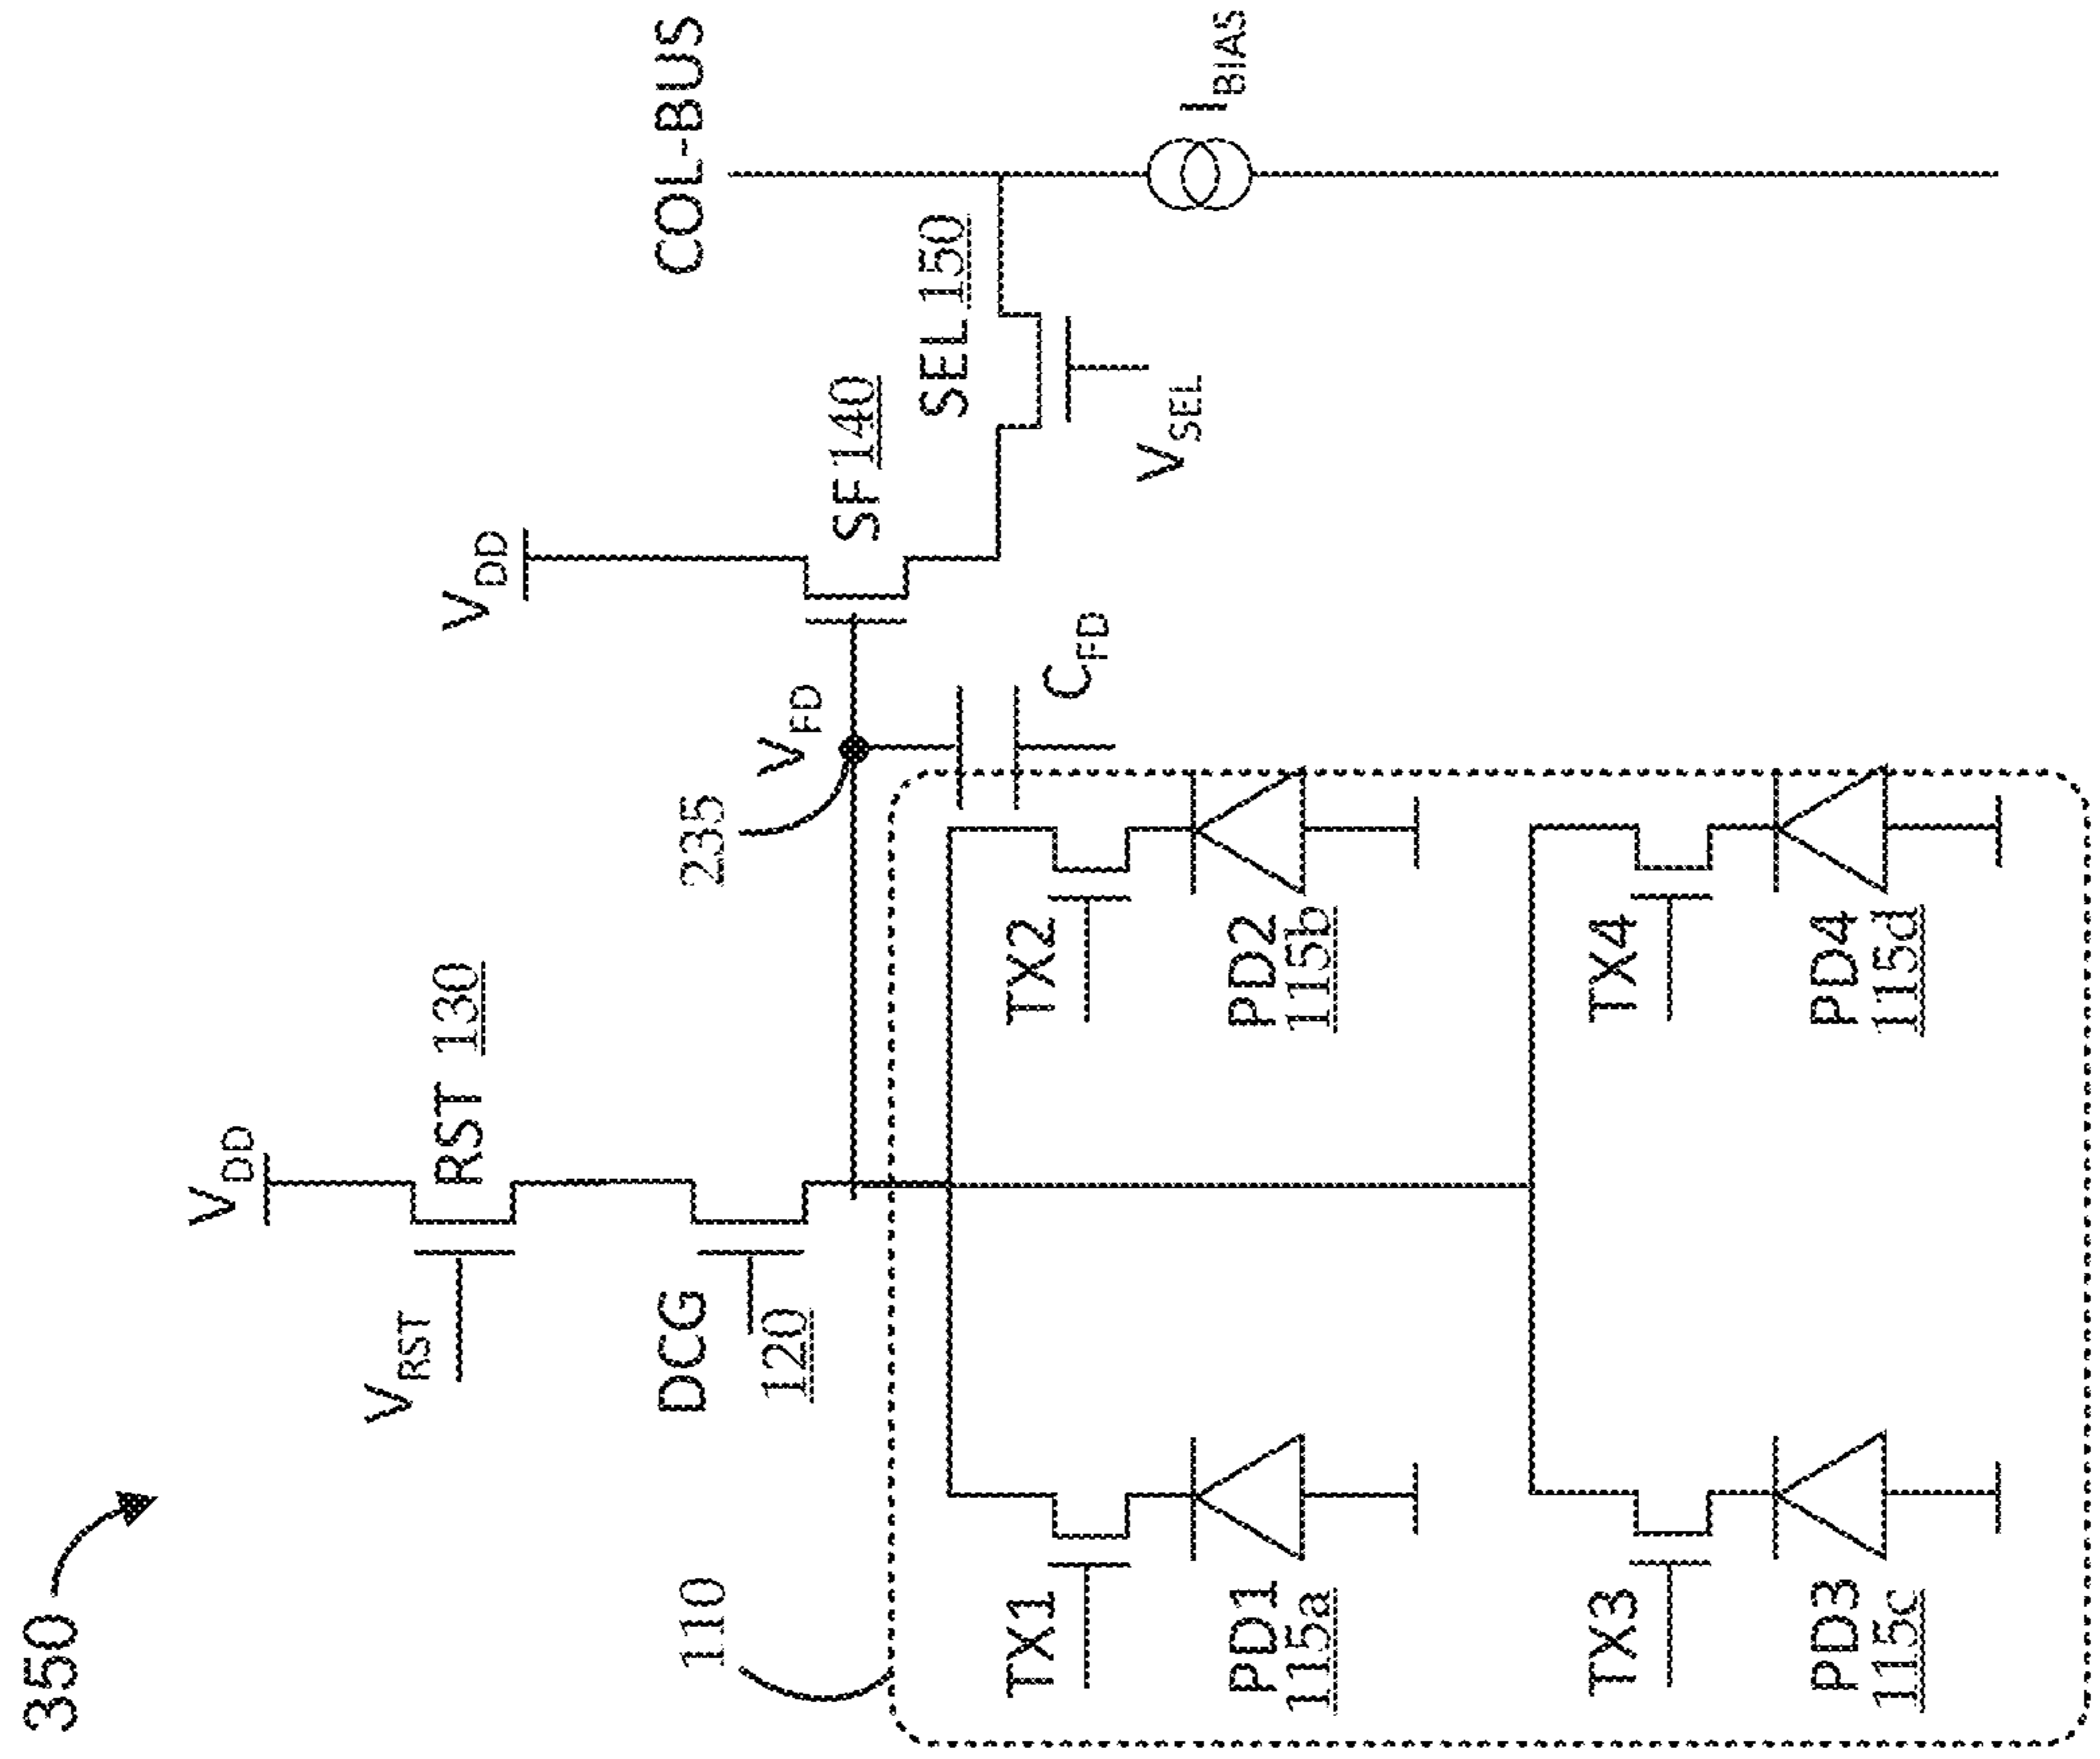 350
V_DD
V_RST
RST 130
DCG
120
V_DD
COL-BUS
235
V_FD
SF 140
SEL 150
C_FD
V_SEL
I_BIAS
110
TX1
PD1
115a
TX2
PD2
115b
TX3
PD3
115c
TX4
PD4
115d